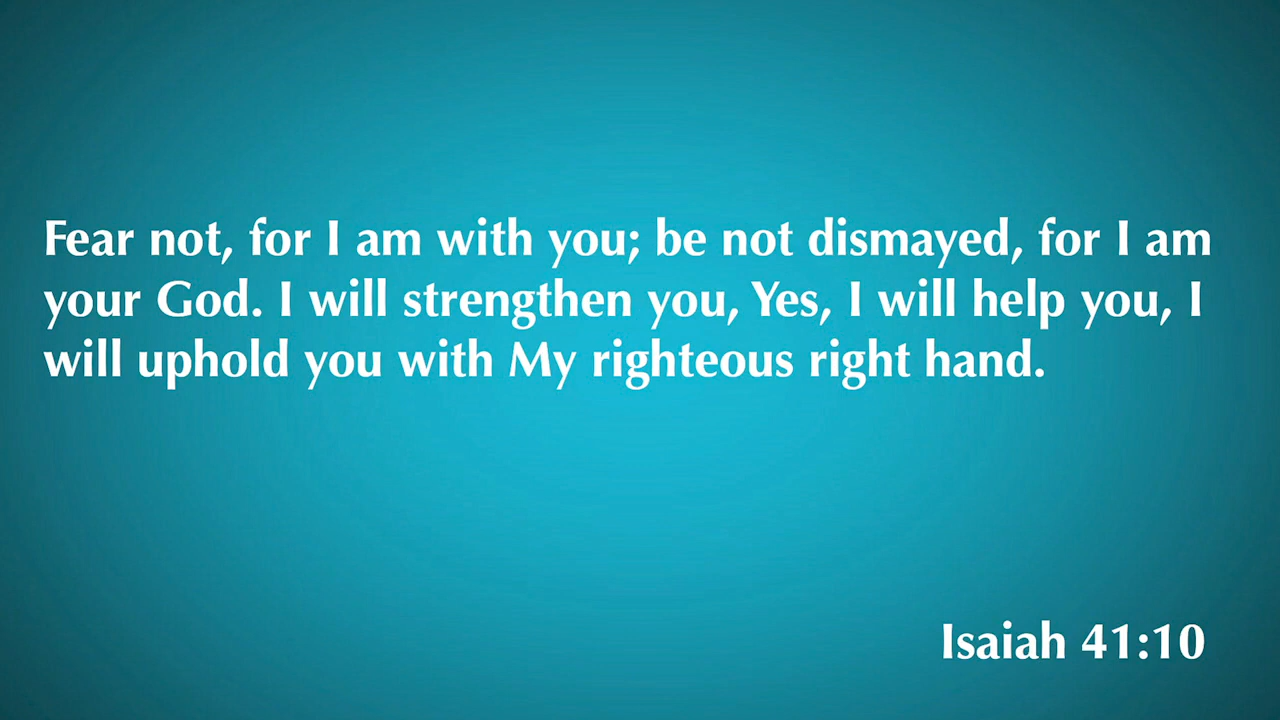 Fear not, for I am with you; be not dismayed, for I am
your God. I will strengthen you, Yes, I will help you, I
will uphold you with My righteous right hand.
Isaiah 41:10